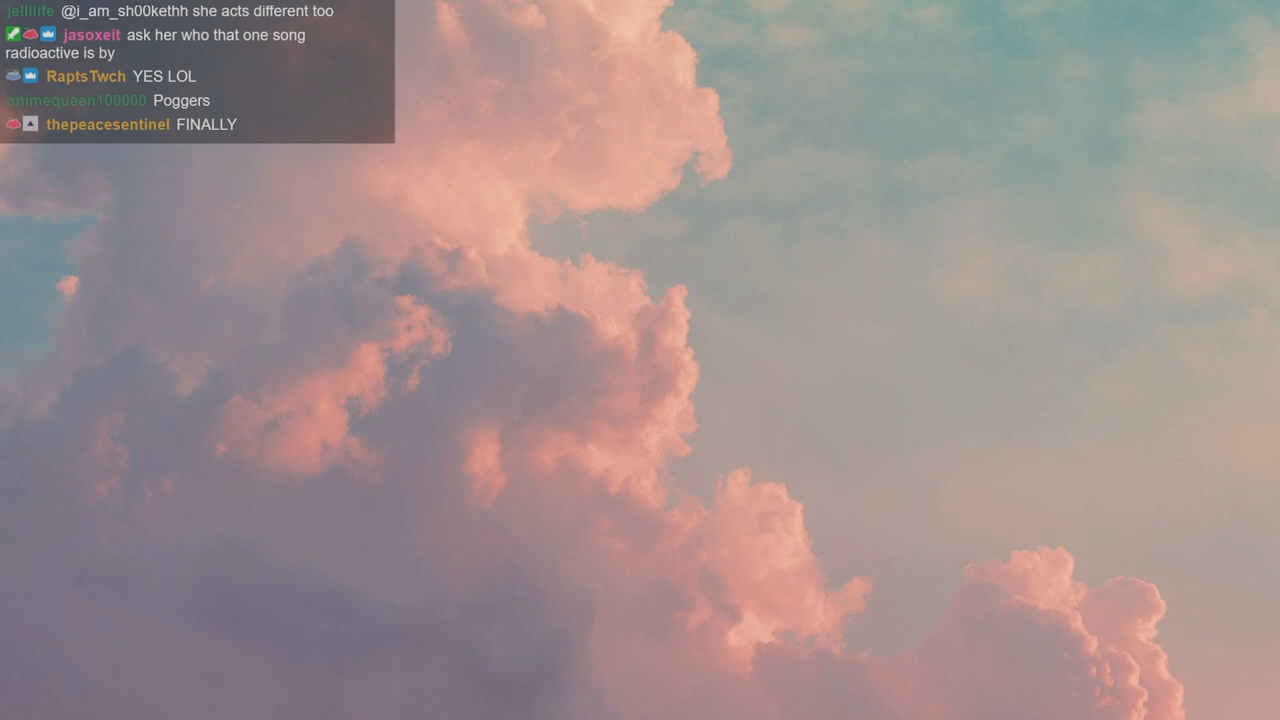 jellilife @i_am_sh00kethh she acts different too
jasoxeit ask her who that one song
radioactive is by
RaptsTwch YES LOL
animequeen100000 Poggers
thepeacesentinel FINALLY